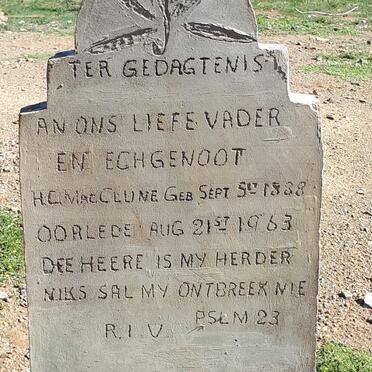 TER GEDAGTENIS
AN ONS LIEFE VADER
EN ECHGENOOT
H.C. MacCLUNE GEB SEPT 5th 1888
OORLEDE AUG 21ST 1963
DEE HEERE IS MY HERDER
NIKS SAL MY ONTBREEK NIE
R.I.V. PSLM 23